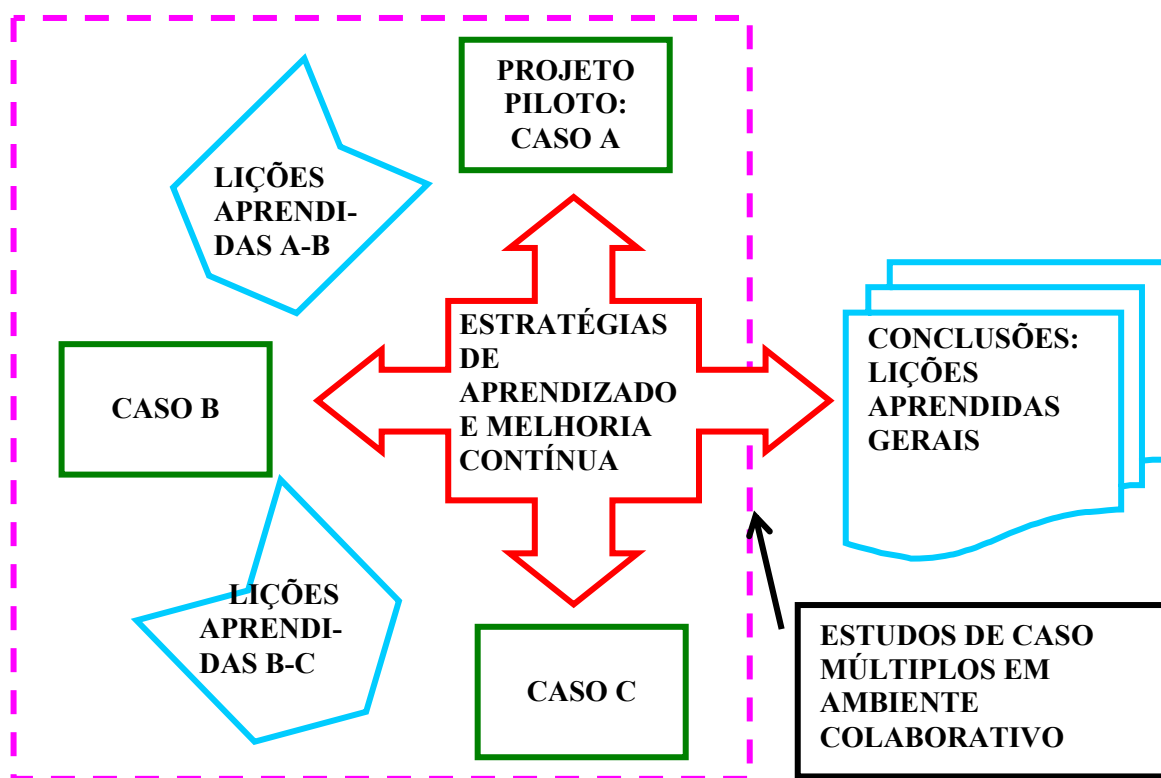 PROJETO
PILOTO:
CASO A
LIÇÕES
APRENDI-
DAS A-B
ESTRATÉGIAS
DE
APRENDIZADO
E MELHORIA
CONTÍNUA
CONCLUSÕES:
LIÇÕES
APRENDIDAS
GERAIS
CASO B
LIÇÕES
APRENDI-
DAS B-C
CASO C
ESTUDOS DE CASO
MÚLTIPLOS EM
AMBIENTE
COLABORATIVO